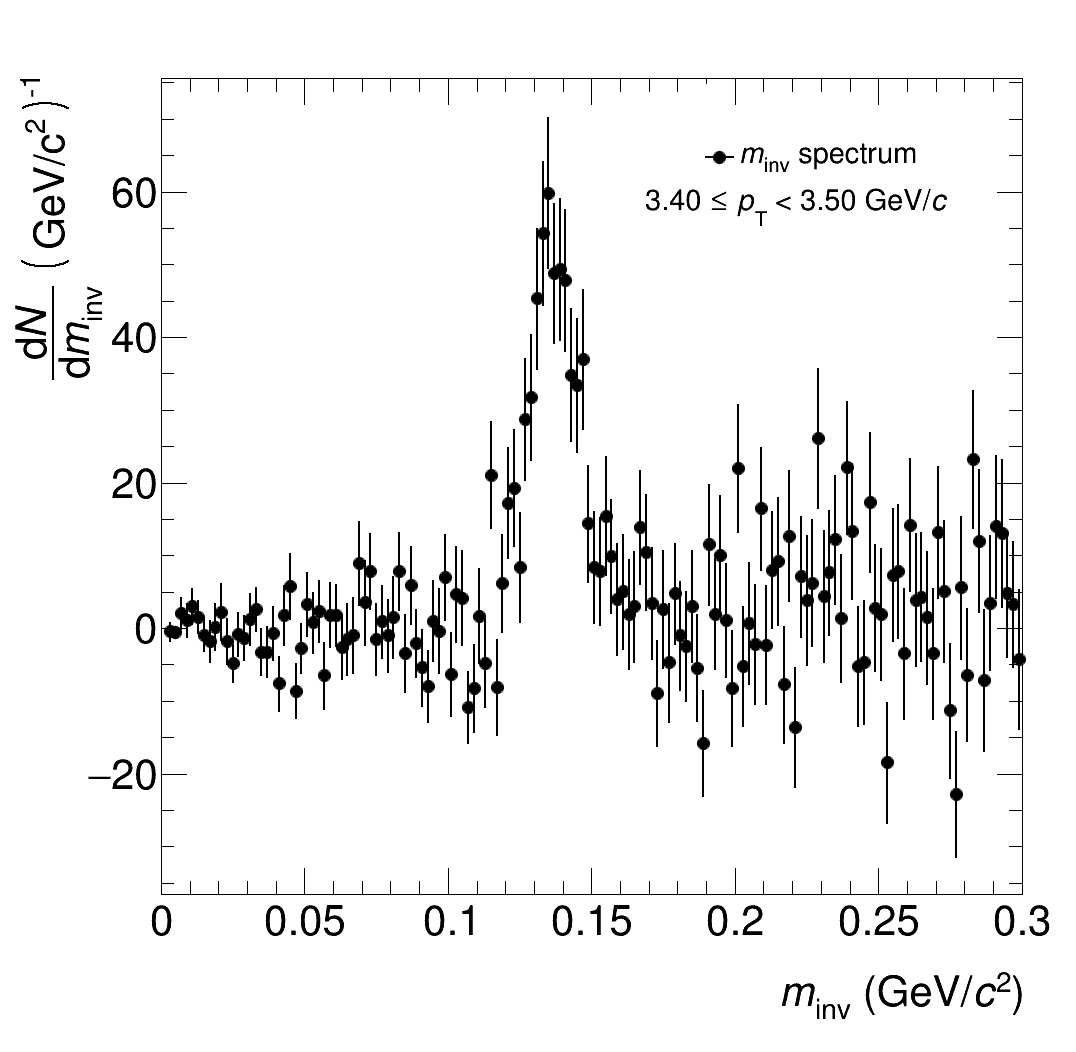 dN/dm_inv (GeV/c²)⁻¹
m_inv spectrum
3.40 ≤ p_T < 3.50 GeV/c
60
40
20
0
−20
0 0.05 0.1 0.15 0.2 0.25 0.3
m_inv (GeV/c²)